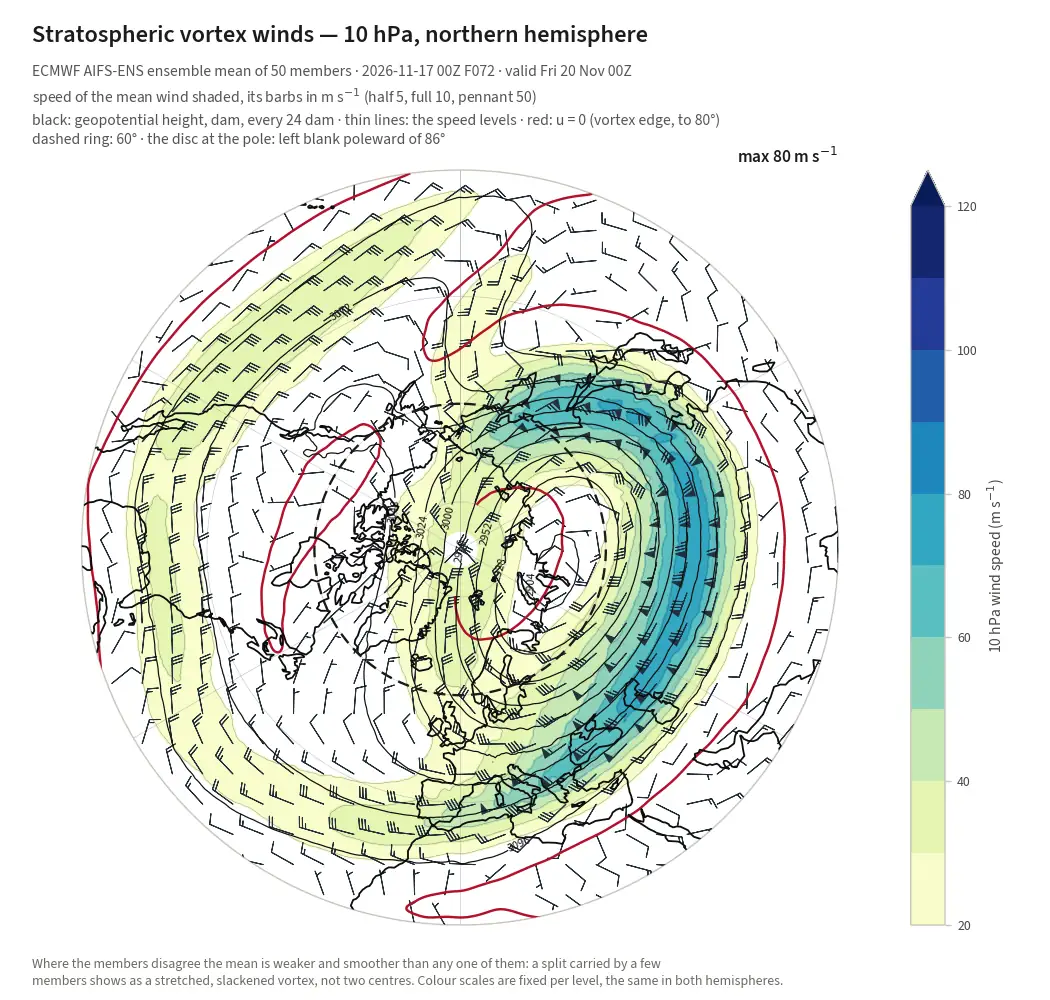 Stratospheric vortex winds — 10 hPa, northern hemisphere
ECMWF AIFS-ENS ensemble mean of 50 members · 2026-11-17 00Z F072 · valid Fri 20 Nov 00Z
speed of the mean wind shaded, its barbs in m s⁻¹ (half 5, full 10, pennant 50)
black: geopotential height, dam, every 24 dam · thin lines: the speed levels · red: u = 0 (vortex edge, to 80°)
dashed ring: 60° · the disc at the pole: left blank poleward of 86°
max 80 m s⁻¹
120
100
80
60
40
20
10 hPa wind speed (m s⁻¹)
3024
3000
2952
Where the members disagree the mean is weaker and smoother than any one of them: a split carried by a few
members shows as a stretched, slackened vortex, not two centres. Colour scales are fixed per level, the same in both hemispheres.